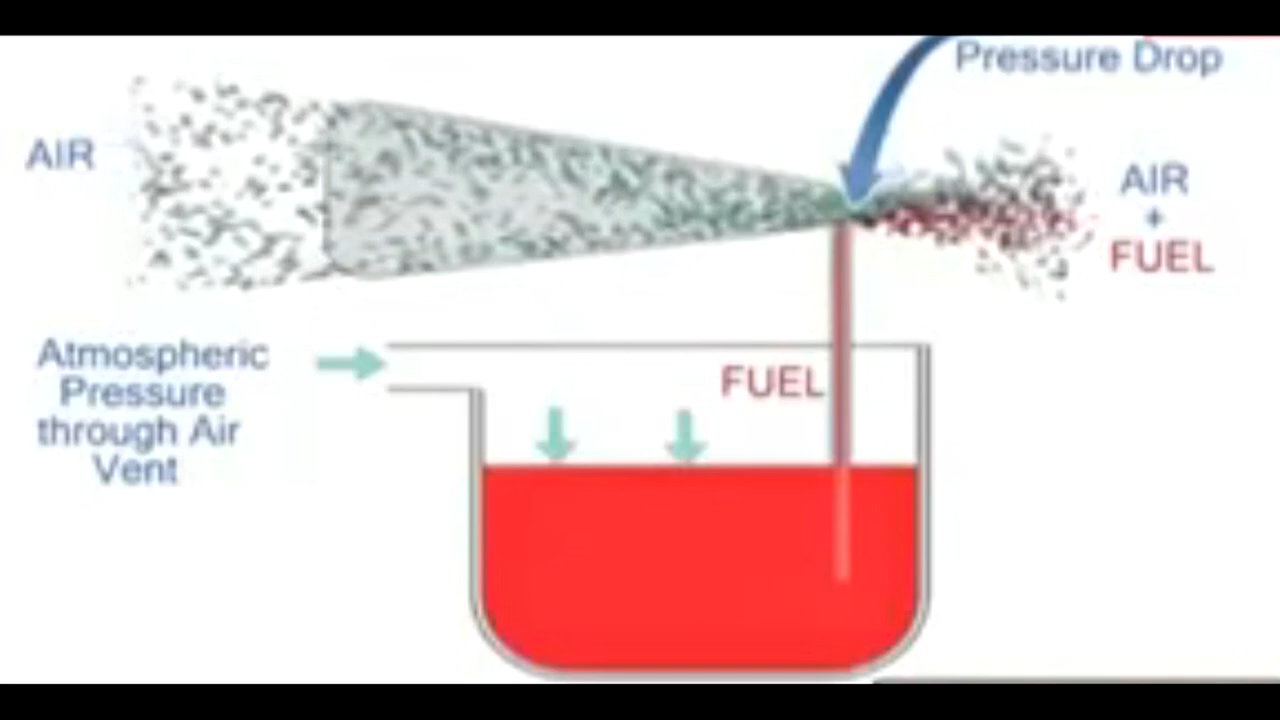 Pressure Drop
AIR
AIR
+
FUEL
Atmospheric
Pressure
through Air
Vent
FUEL